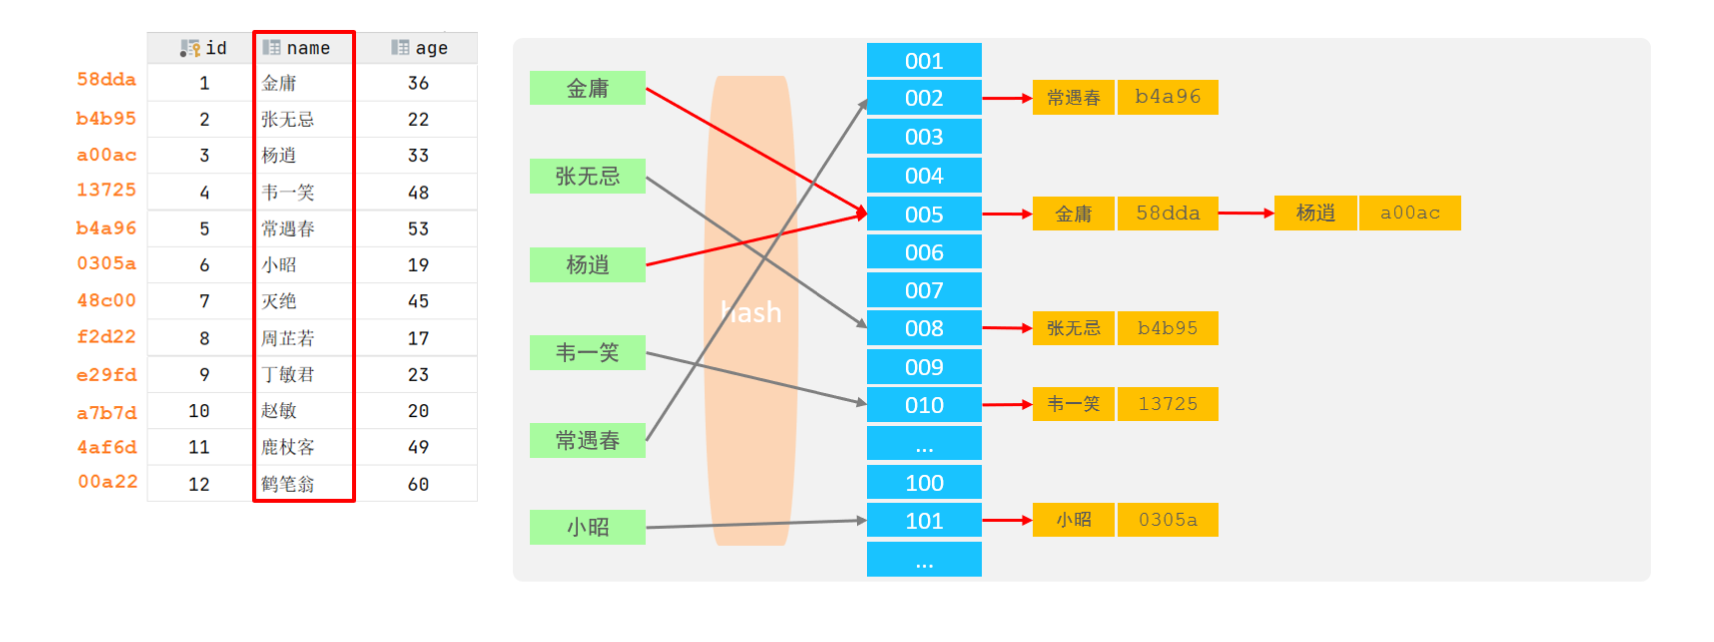 id name age
58dda 1 金庸 36
b4b95 2 张无忌 22
a00ac 3 杨逍 33
13725 4 韦一笑 48
b4a96 5 常遇春 53
0305a 6 小昭 19
48c00 7 灭绝 45
f2d22 8 周芷若 17
e29fd 9 丁敏君 23
a7b7d 10 赵敏 20
4af6d 11 鹿杖客 49
00a22 12 鹤笔翁 60
金庸
张无忌
杨逍
韦一笑
常遇春
小昭
hash
001
002 常遇春 b4a96
003
004
005 金庸 58dda 杨逍 a00ac
006
007
008 张无忌 b4b95
009
010 韦一笑 13725
...
100
101 小昭 0305a
...